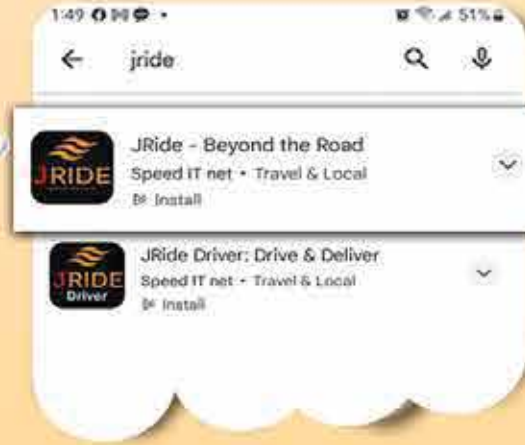 1:49
51%
jride
JRIDE
JRide - Beyond the Road
Speed IT net • Travel & Local
Install
JRIDE
Driver
JRide Driver: Drive & Deliver
Speed IT net • Travel & Local
Install